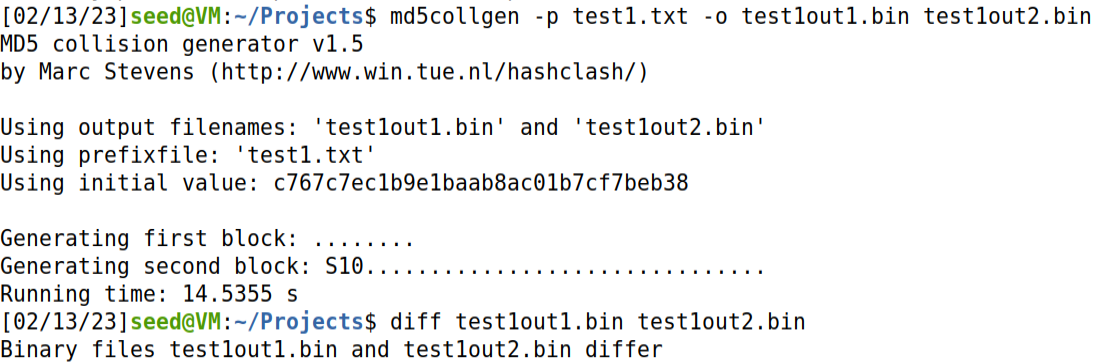 [02/13/23]seed@VM:~/Projects$ md5collgen -p test1.txt -o test1out1.bin test1out2.bin
MD5 collision generator v1.5
by Marc Stevens (http://www.win.tue.nl/hashclash/)
Using output filenames: 'test1out1.bin' and 'test1out2.bin'
Using prefixfile: 'test1.txt'
Using initial value: c767c7ec1b9e1baab8ac01b7cf7beb38
Generating first block: ........
Generating second block: S10...............................
Running time: 14.5355 s
[02/13/23]seed@VM:~/Projects$ diff test1out1.bin test1out2.bin
Binary files test1out1.bin and test1out2.bin differ